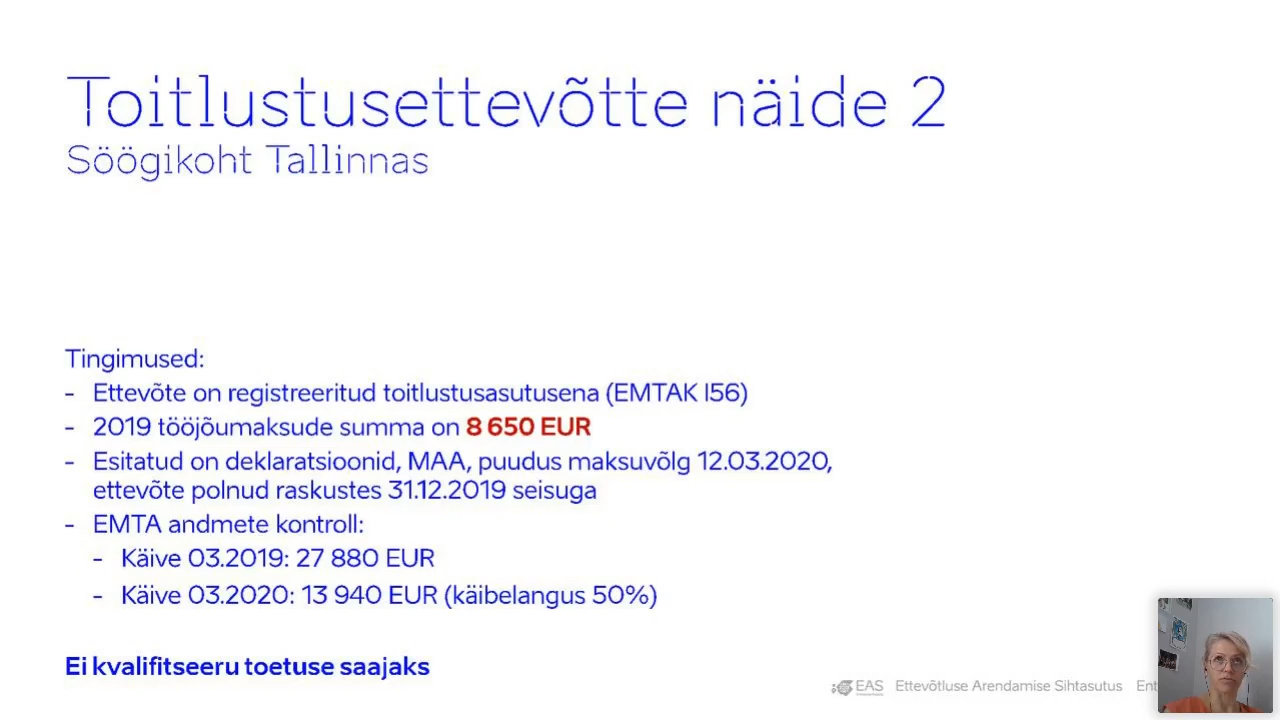 Toitlustusettevõtte näide 2
Söögikoht Tallinnas
Tingimused:
- Ettevõte on registreeritud toitlustusasutusena (EMTAK I56)
- 2019 tööjõumaksude summa on 8 650 EUR
- Esitatud on deklaratsioonid, MAA, puudus maksuvõlg 12.03.2020,
ettevõte polnud raskustes 31.12.2019 seisuga
- EMTA andmete kontroll:
- Käive 03.2019: 27 880 EUR
- Käive 03.2020: 13 940 EUR (käibelangus 50%)
Ei kvalifitseeru toetuse saajaks
EAS Ettevõtluse Arendamise Sihtasutus